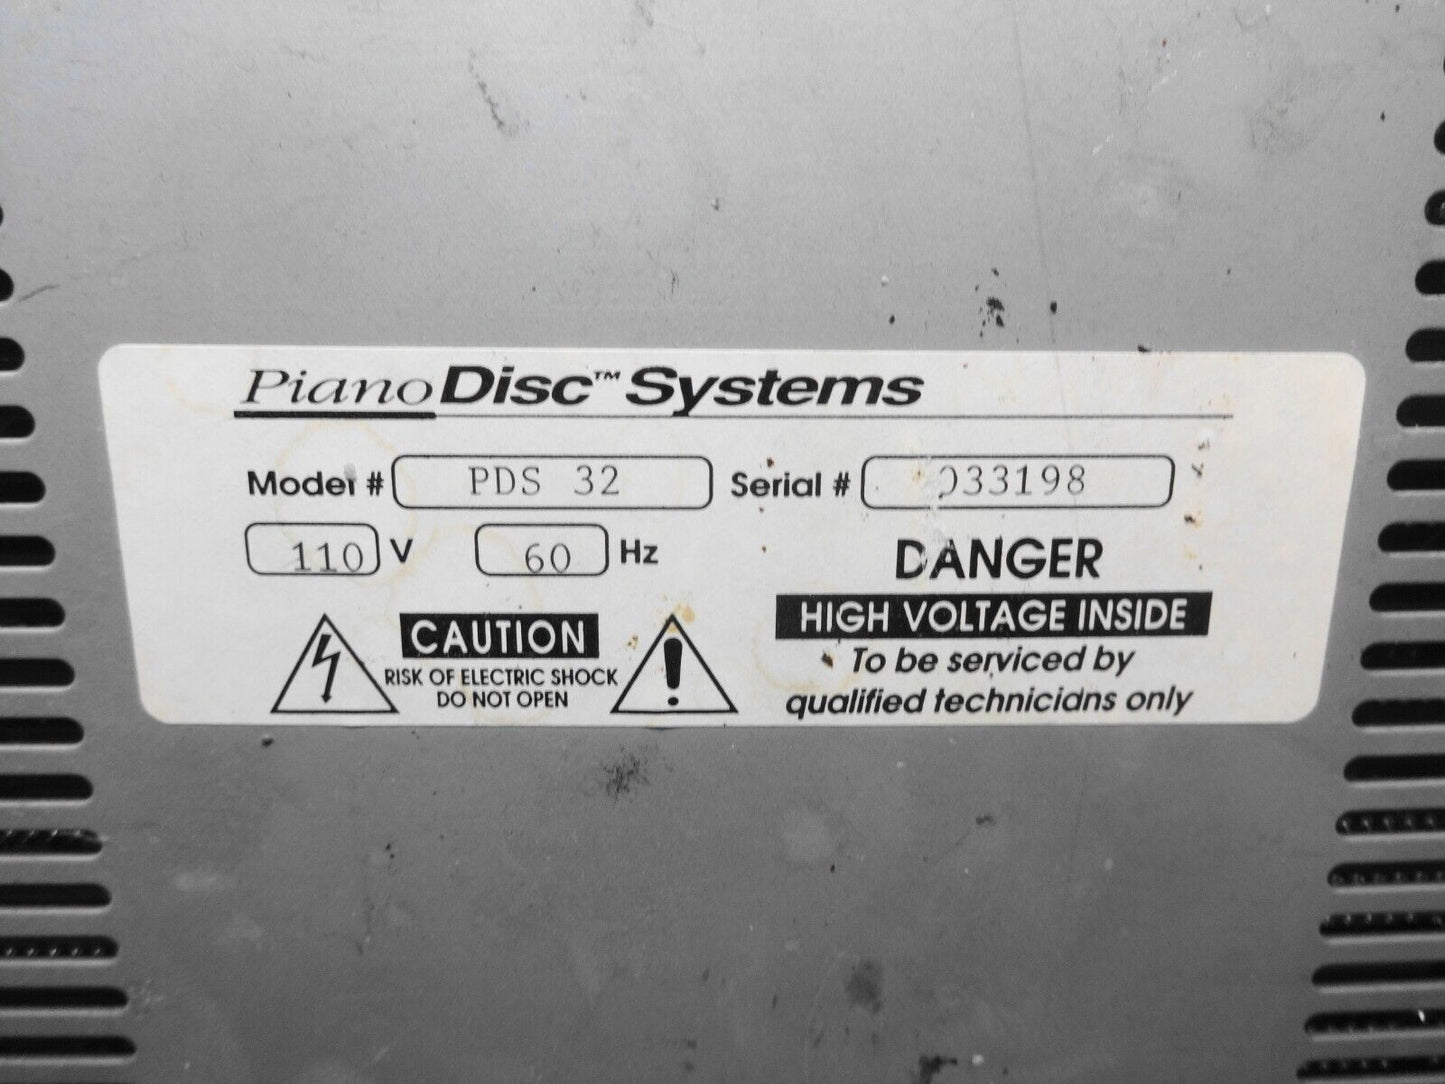 PianoDisc™ Systems
Model # PDS 32 Serial # 033198
110 V 60 Hz
CAUTION
RISK OF ELECTRIC SHOCK
DO NOT OPEN
DANGER
HIGH VOLTAGE INSIDE
To be serviced by
qualified technicians only